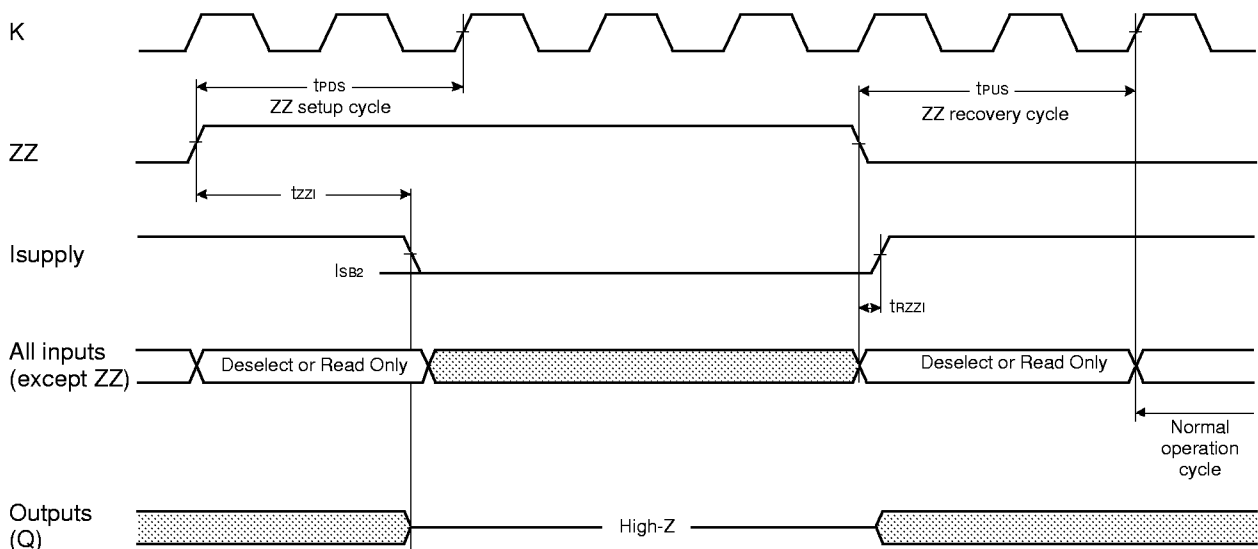 K
tPDS
ZZ setup cycle
tPUS
ZZ recovery cycle
ZZ
tZZI
Isupply
ISB2
tRZZI
All inputs
(except ZZ)
Deselect or Read Only
Deselect or Read Only
Normal
operation
cycle
Outputs
(Q)
High-Z